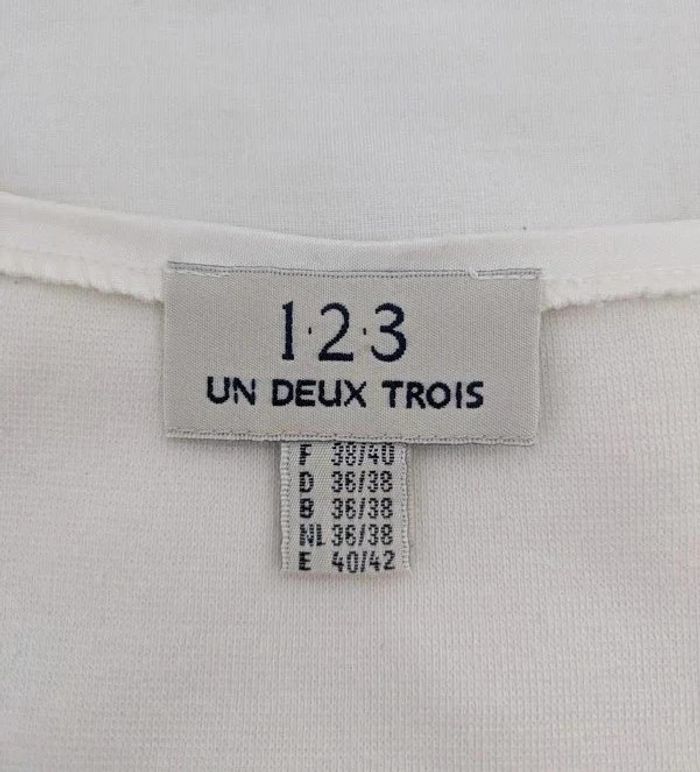 1·2·3
UN DEUX TROIS
F 38/40
D 36/38
B 36/38
NL 36/38
E 40/42